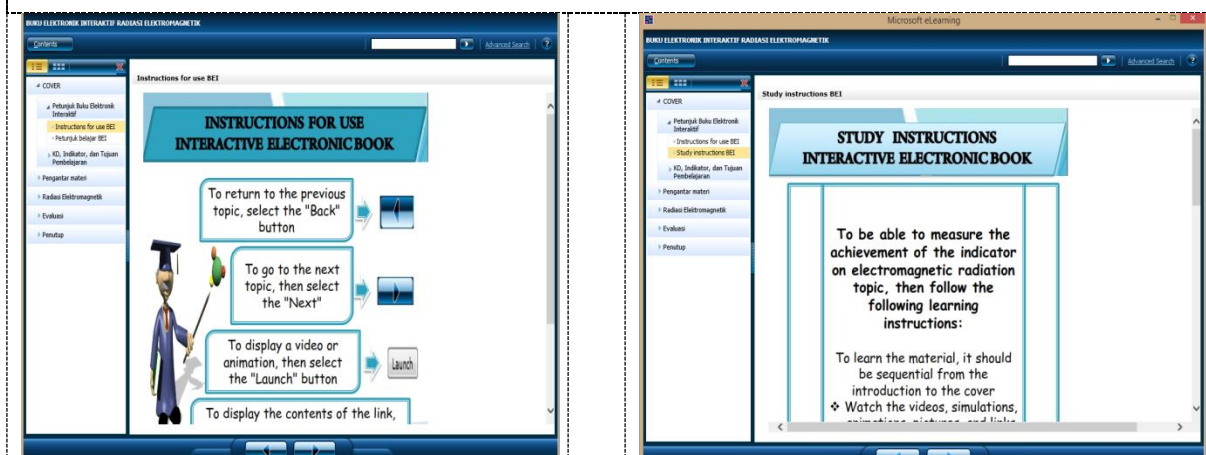 BUKU ELEKTRONIK INTERAKTIF RADIASI ELEKTROMAGNETIK
Contents
Advanced Search
?
COVER
Petunjuk Buku Elektronik
Interaktif
Instructions for use BEI
Petunjuk belajar BEI
KD, Indikator, dan Tujuan
Pembelajaran
Pengantar materi
Radiasi Elektromagnetik
Evaluasi
Penutup
Instructions for use BEI
INSTRUCTIONS FOR USE
INTERACTIVE ELECTRONIC BOOK
To return to the previous
topic, select the "Back"
button
To go to the next
topic, then select
the "Next"
To display a video or
animation, then select
the "Launch" button
Launch
To display the contents of the link,
Microsoft eLearning
BUKU ELEKTRONIK INTERAKTIF RADIASI ELEKTROMAGNETIK
Contents
Advanced Search
?
COVER
Petunjuk Buku Elektronik
Interaktif
Instructions for use BEI
Study instructions BEI
KD, Indikator, dan Tujuan
Pembelajaran
Pengantar materi
Radiasi Elektromagnetik
Evaluasi
Penutup
Study instructions BEI
STUDY INSTRUCTIONS
INTERACTIVE ELECTRONIC BOOK
To be able to measure the
achievement of the indicator
on electromagnetic radiation
topic, then follow the
following learning
instructions:
To learn the material, it should
be sequential from the
introduction to the cover
❖ Watch the videos, simulations,
animations, pictures, and links